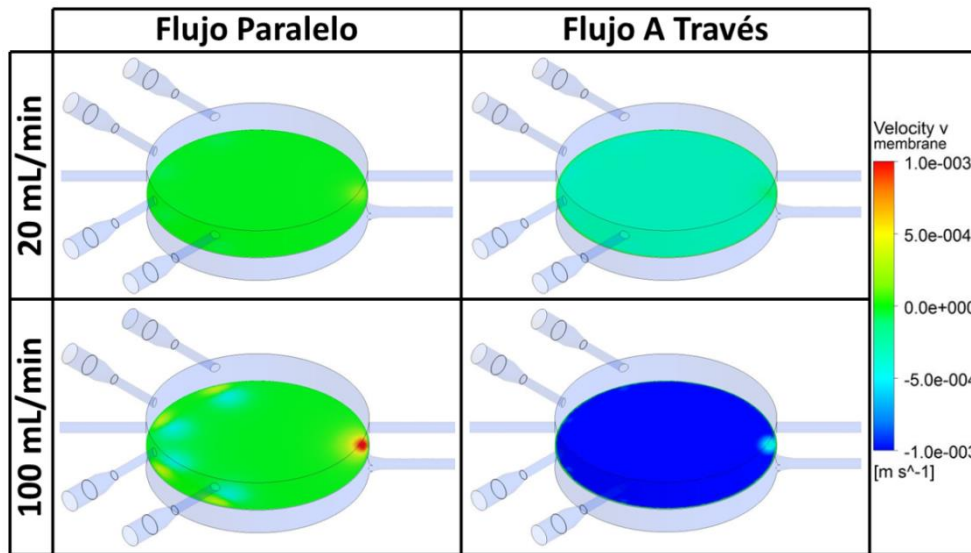 Flujo Paralelo
Flujo A Través
20 mL/min
100 mL/min
Velocity v
membrane
1.0e-003
5.0e-004
0.0e+000
-5.0e-004
-1.0e-003
[m s^-1]